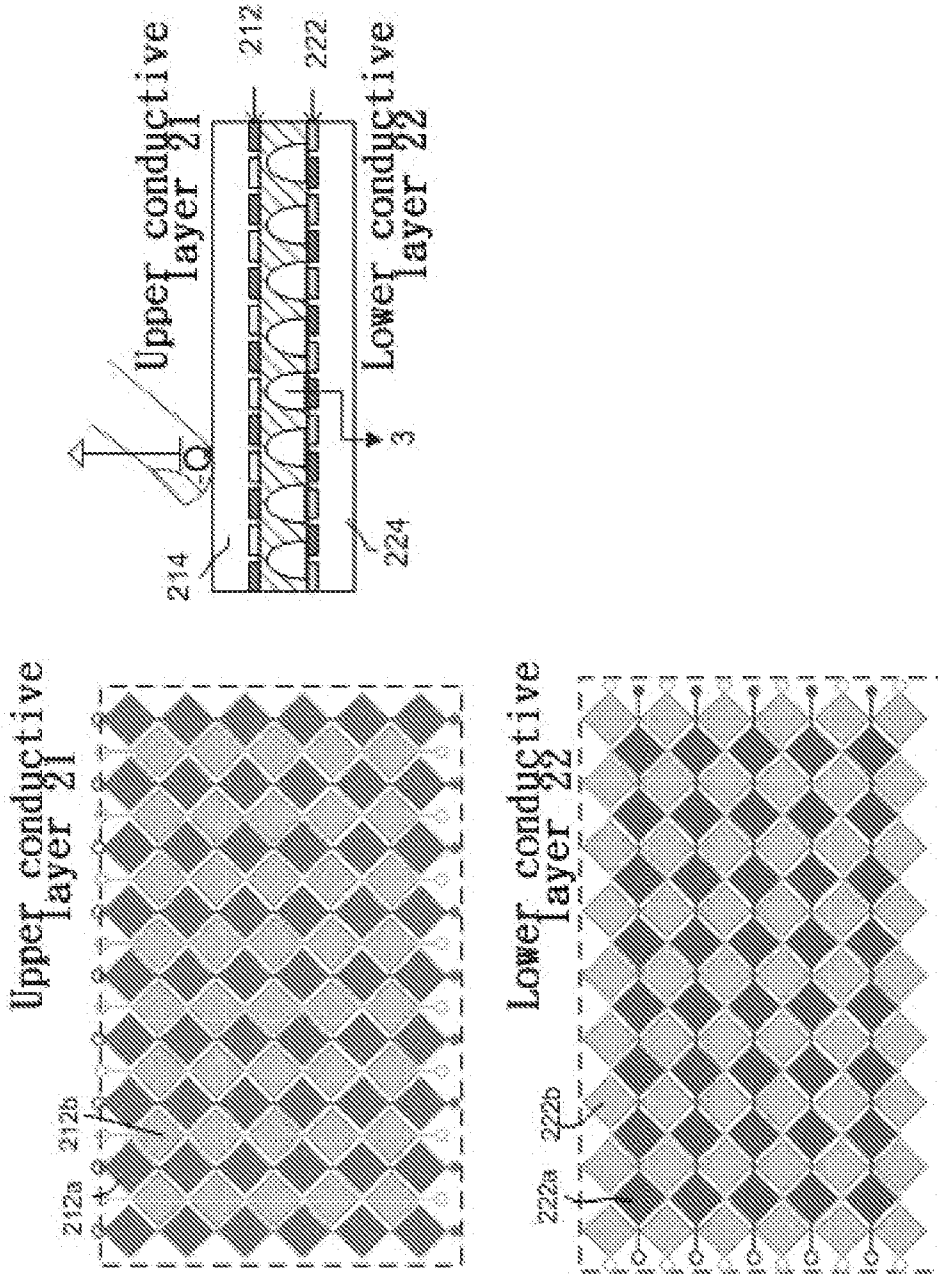 Upper conductive
layer 21
212a
212b
Lower conductive
layer 22
222a
222b
214
Upper conductive
layer 21
212
222
Lower conductive
layer 22
3
224